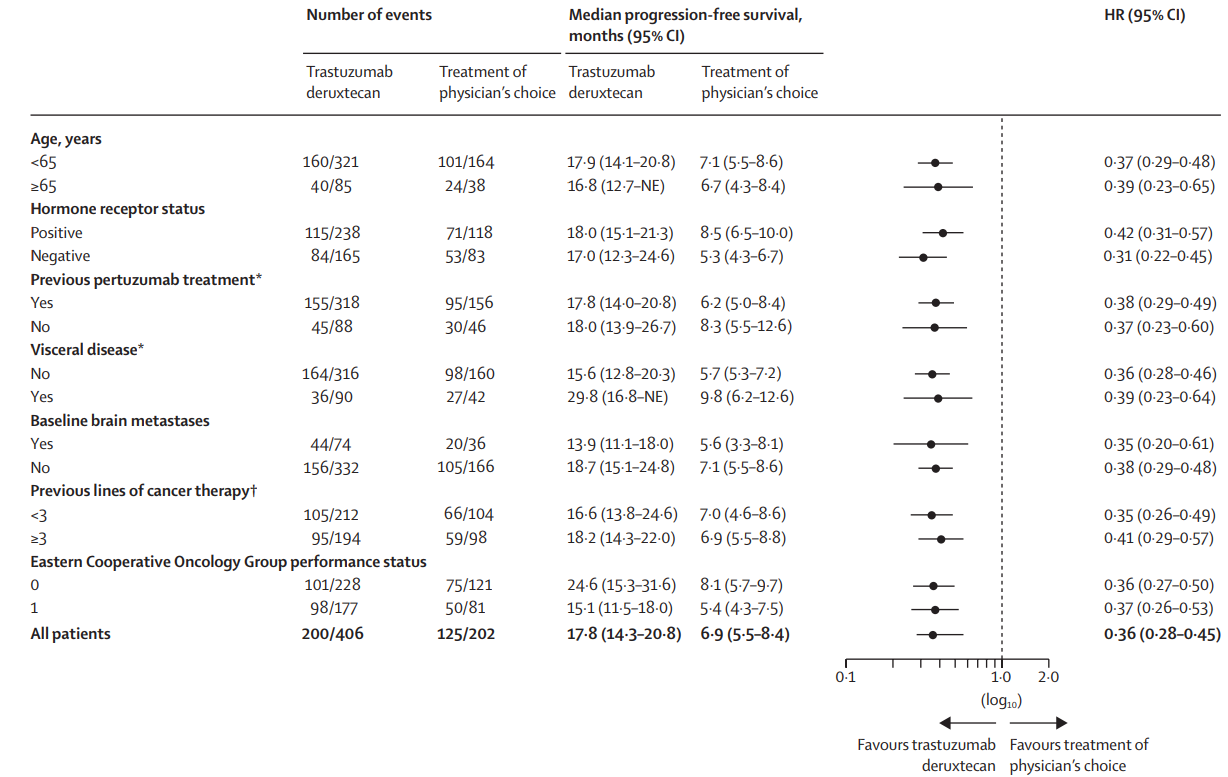 Number of events Median progression-free survival, months (95% CI) HR (95% CI)
Trastuzumab deruxtecan Treatment of physician's choice Trastuzumab deruxtecan Treatment of physician's choice
Age, years
<65 160/321 101/164 17·9 (14·1–20·8) 7·1 (5·5–8·6) 0·37 (0·29–0·48)
≥65 40/85 24/38 16·8 (12·7–NE) 6·7 (4·3–8·4) 0·39 (0·23–0·65)
Hormone receptor status
Positive 115/238 71/118 18·0 (15·1–21·3) 8·5 (6·5–10·0) 0·42 (0·31–0·57)
Negative 84/165 53/83 17·0 (12·3–24·6) 5·3 (4·3–6·7) 0·31 (0·22–0·45)
Previous pertuzumab treatment*
Yes 155/318 95/156 17·8 (14·0–20·8) 6·2 (5·0–8·4) 0·38 (0·29–0·49)
No 45/88 30/46 18·0 (13·9–26·7) 8·3 (5·5–12·6) 0·37 (0·23–0·60)
Visceral disease*
No 164/316 98/160 15·6 (12·8–20·3) 5·7 (5·3–7·2) 0·36 (0·28–0·46)
Yes 36/90 27/42 29·8 (16·8–NE) 9·8 (6·2–12·6) 0·39 (0·23–0·64)
Baseline brain metastases
Yes 44/74 20/36 13·9 (11·1–18·0) 5·6 (3·3–8·1) 0·35 (0·20–0·61)
No 156/332 105/166 18·7 (15·1–24·8) 7·1 (5·5–8·6) 0·38 (0·29–0·48)
Previous lines of cancer therapy†
<3 105/212 66/104 16·6 (13·8–24·6) 7·0 (4·6–8·6) 0·35 (0·26–0·49)
≥3 95/194 59/98 18·2 (14·3–22·0) 6·9 (5·5–8·8) 0·41 (0·29–0·57)
Eastern Cooperative Oncology Group performance status
0 101/228 75/121 24·6 (15·3–31·6) 8·1 (5·7–9·7) 0·36 (0·27–0·50)
1 98/177 50/81 15·1 (11·5–18·0) 5·4 (4·3–7·5) 0·37 (0·26–0·53)
All patients 200/406 125/202 17·8 (14·3–20·8) 6·9 (5·5–8·4) 0·36 (0·28–0·45)
0·1 1·0 2·0
(log₁₀)
Favours trastuzumab deruxtecan Favours treatment of physician's choice